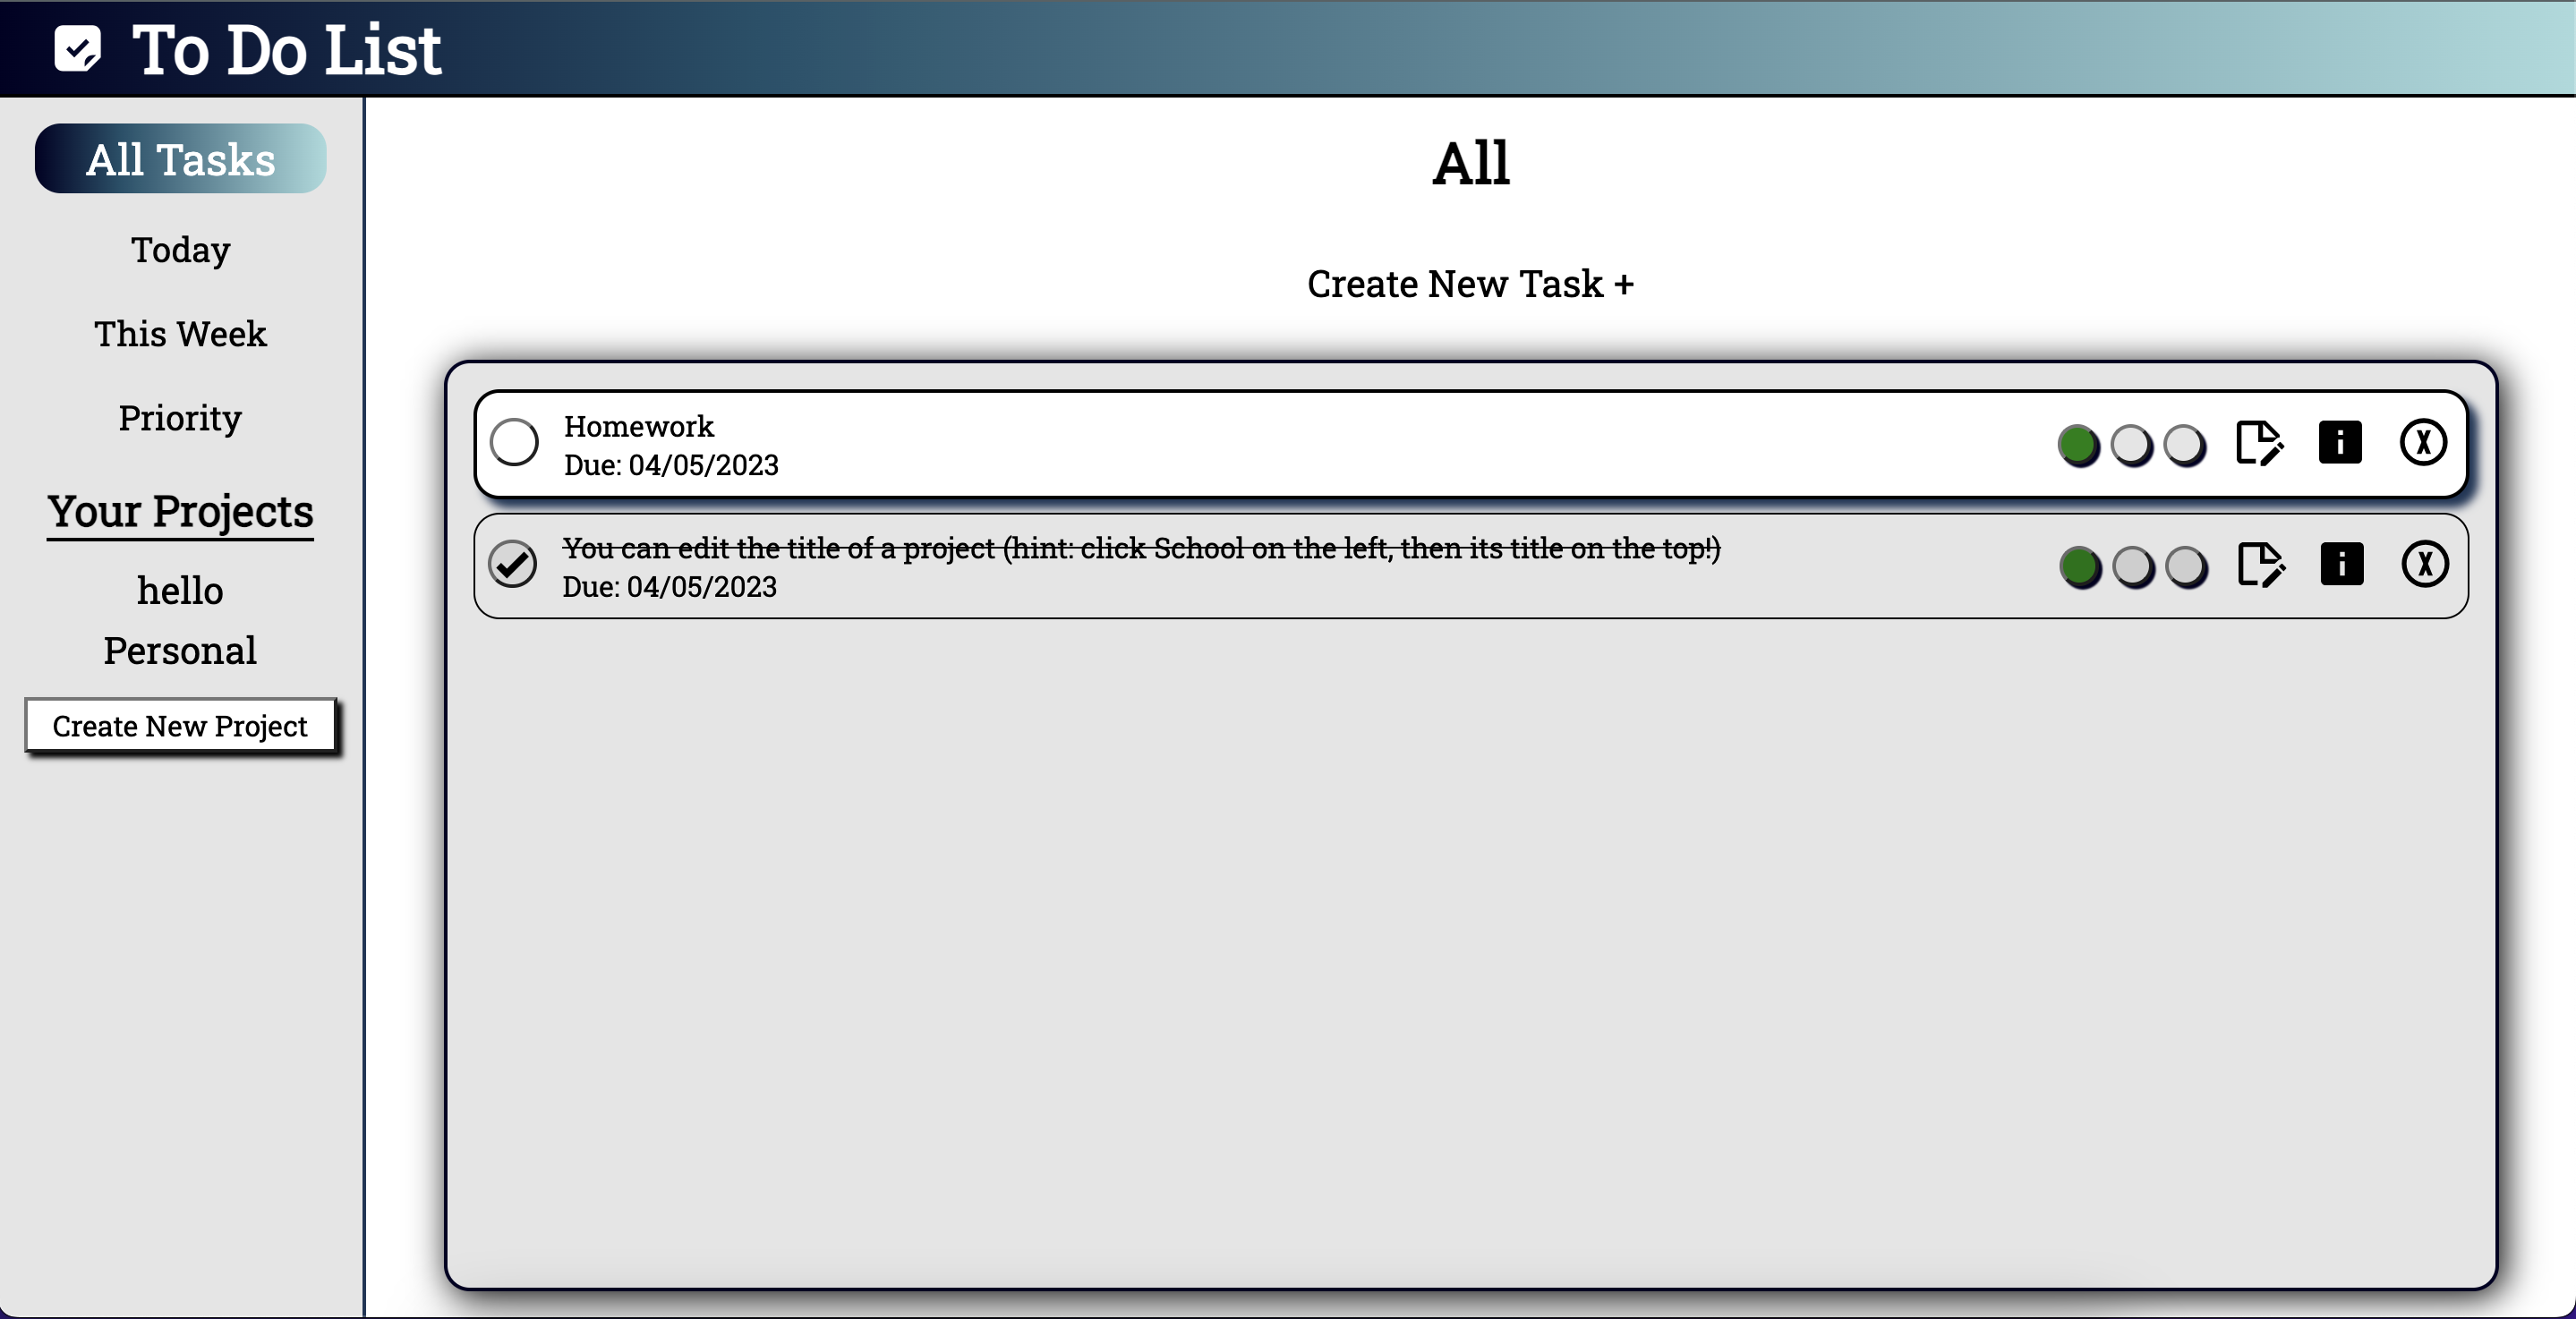 To Do List
All Tasks
Today
This Week
Priority
Your Projects
hello
Personal
Create New Project
All
Create New Task +
Homework
Due: 04/05/2023
You can edit the title of a project (hint: click School on the left, then its title on the top!)
Due: 04/05/2023